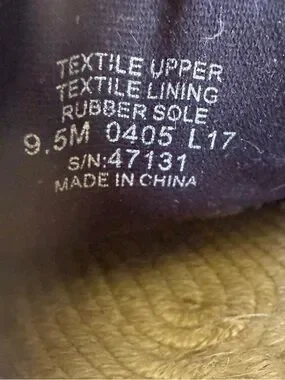 TEXTILE UPPER
TEXTILE LINING
RUBBER SOLE
9.5M 0405 L17
S/N:47131
MADE IN CHINA